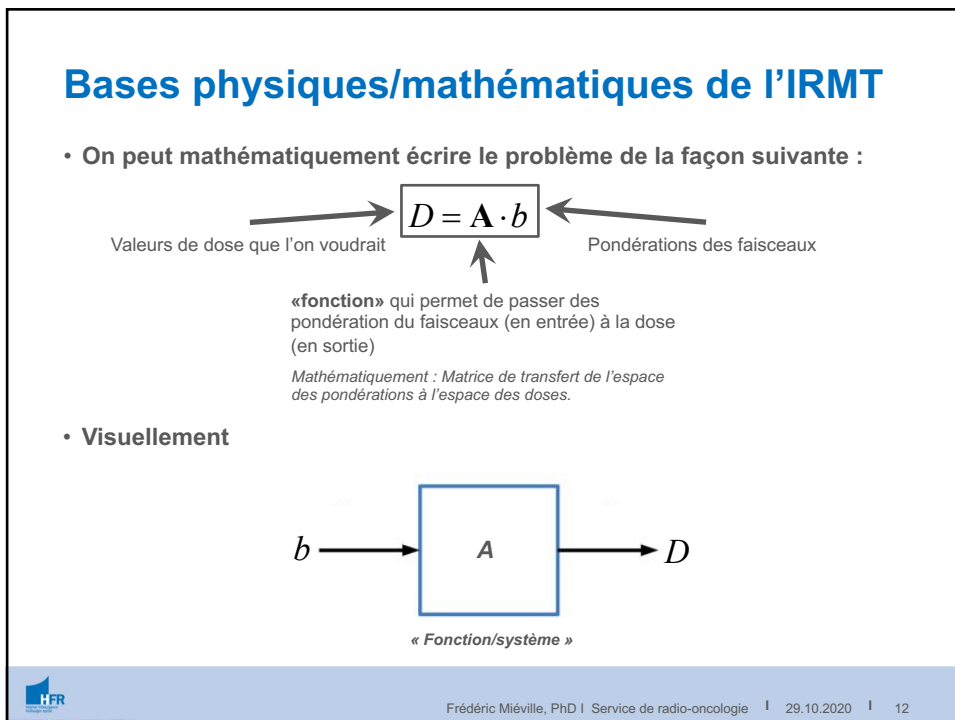 Bases physiques/mathématiques de l'IRMT
• On peut mathématiquement écrire le problème de la façon suivante :
D = A · b
Valeurs de dose que l'on voudrait
Pondérations des faisceaux
«fonction» qui permet de passer des
pondération du faisceaux (en entrée) à la dose
(en sortie)
Mathématiquement : Matrice de transfert de l'espace
des pondérations à l'espace des doses.
• Visuellement
b
A
D
« Fonction/système »
HFR
Frédéric Miéville, PhD I Service de radio-oncologie I 29.10.2020 I 12